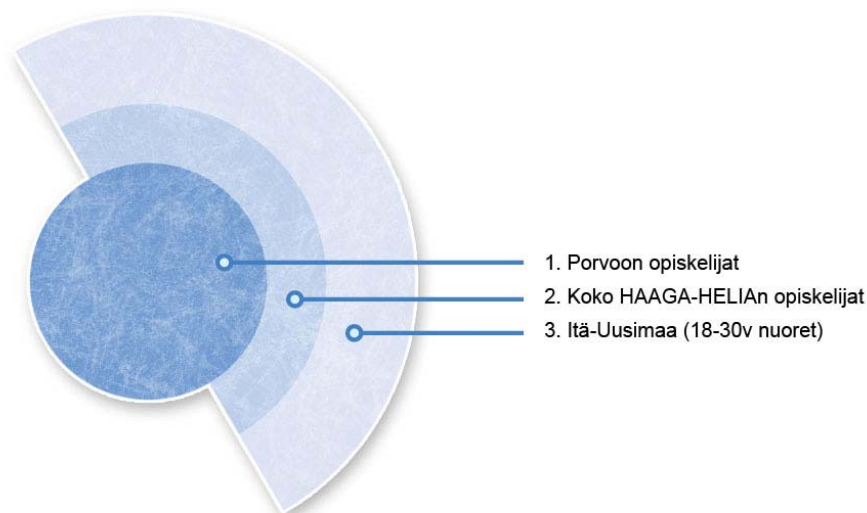 1. Porvoon opiskelijat
2. Koko HAAGA-HELIAn opiskelijat
3. Itä-Uusimaa (18-30v nuoret)